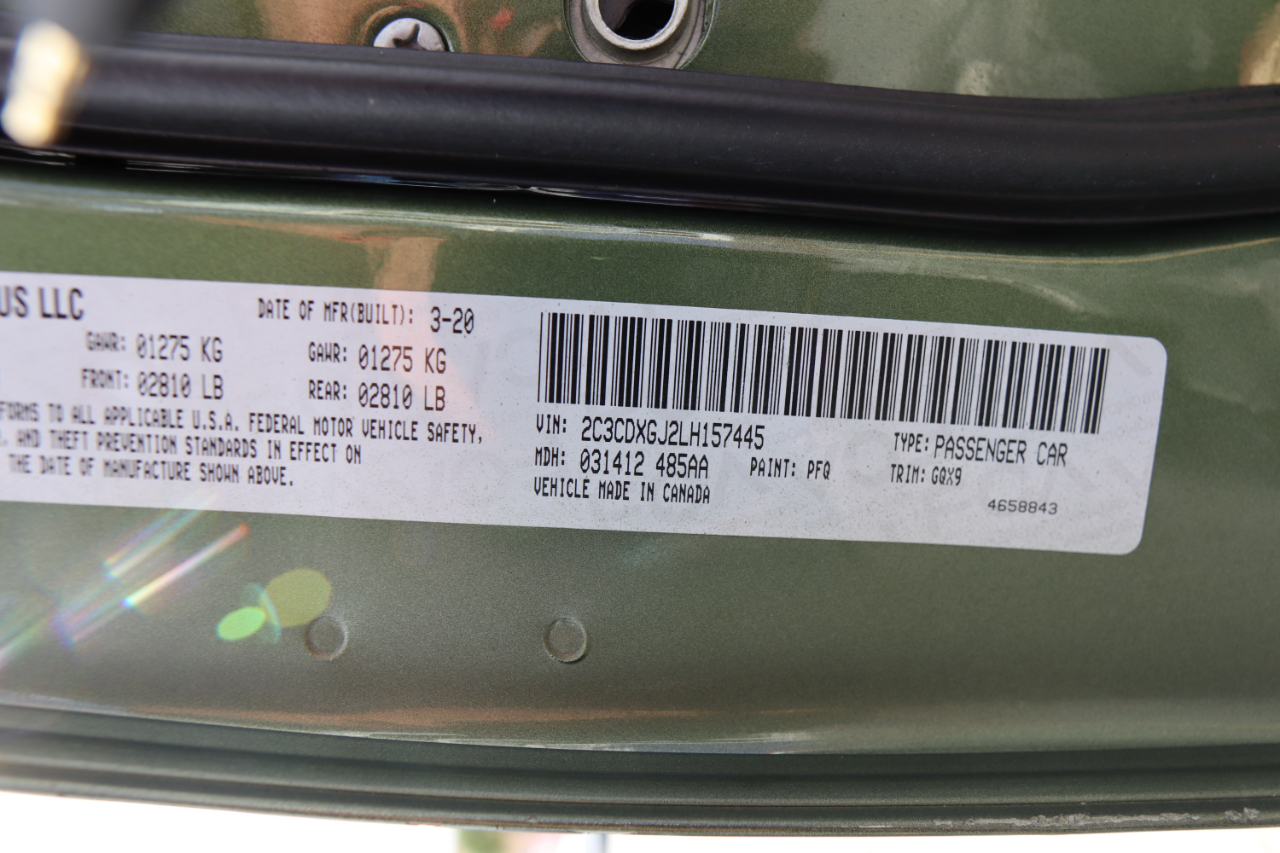 US LLC
DATE OF MFR(BUILT): 3-20
GAWR: 01275 KG
FRONT: 02810 LB
GAWR: 01275 KG
REAR: 02810 LB
FORMS TO ALL APPLICABLE U.S.A. FEDERAL MOTOR VEHICLE SAFETY,
AND THEFT PREVENTION STANDARDS IN EFFECT ON
THE DATE OF MANUFACTURE SHOWN ABOVE.
VIN: 2C3CDXGJ2LH157445
TYPE: PASSENGER CAR
MDH: 031412 485AA
PAINT: PFQ
TRIM: GQX9
VEHICLE MADE IN CANADA
4658843